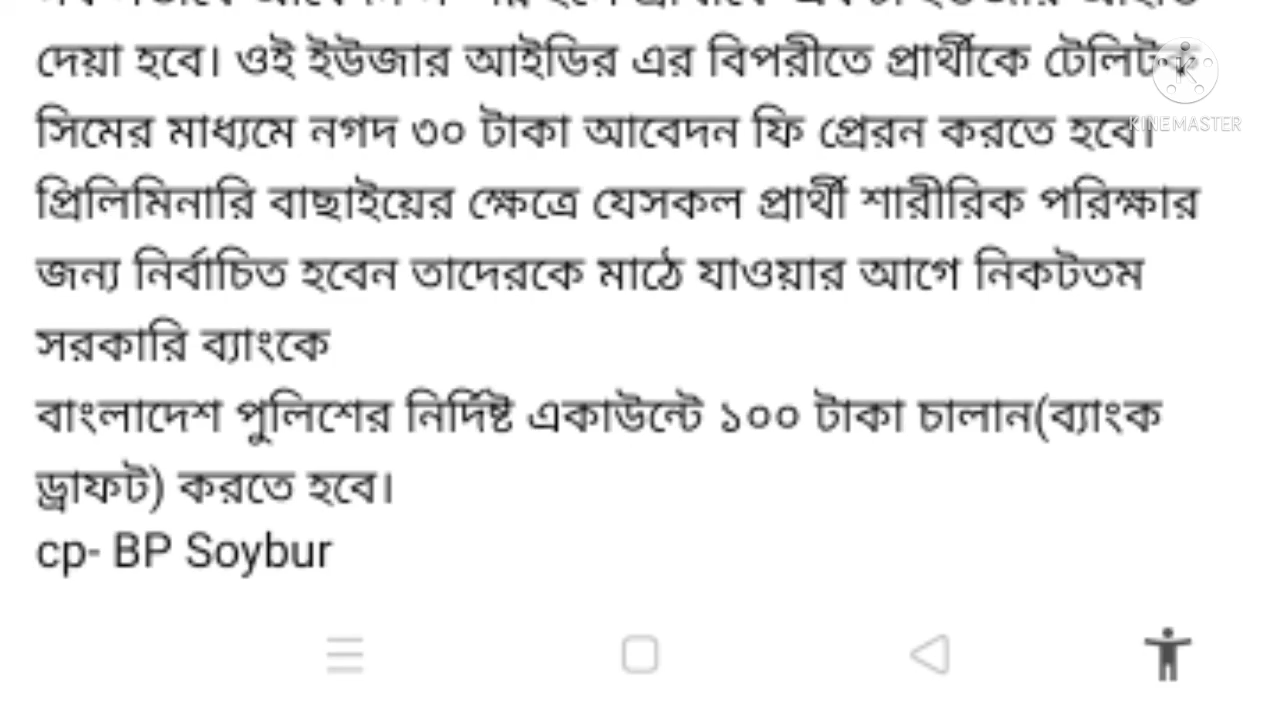 দেয়া হবে। ওই ইউজার আইডির এর বিপরীতে প্রার্থীকে টেলিটক
সিমের মাধ্যমে নগদ ৩০ টাকা আবেদন ফি প্রেরন করতে হবে।
KINEMASTER
প্রিলিমিনারি বাছাইয়ের ক্ষেত্রে যেসকল প্রার্থী শারীরিক পরিক্ষার
জন্য নির্বাচিত হবেন তাদেরকে মাঠে যাওয়ার আগে নিকটতম
সরকারি ব্যাংকে
বাংলাদেশ পুলিশের নির্দিষ্ট একাউন্টে ১০০ টাকা চালান(ব্যাংক
ড্রাফট) করতে হবে।
cp- BP Soybur